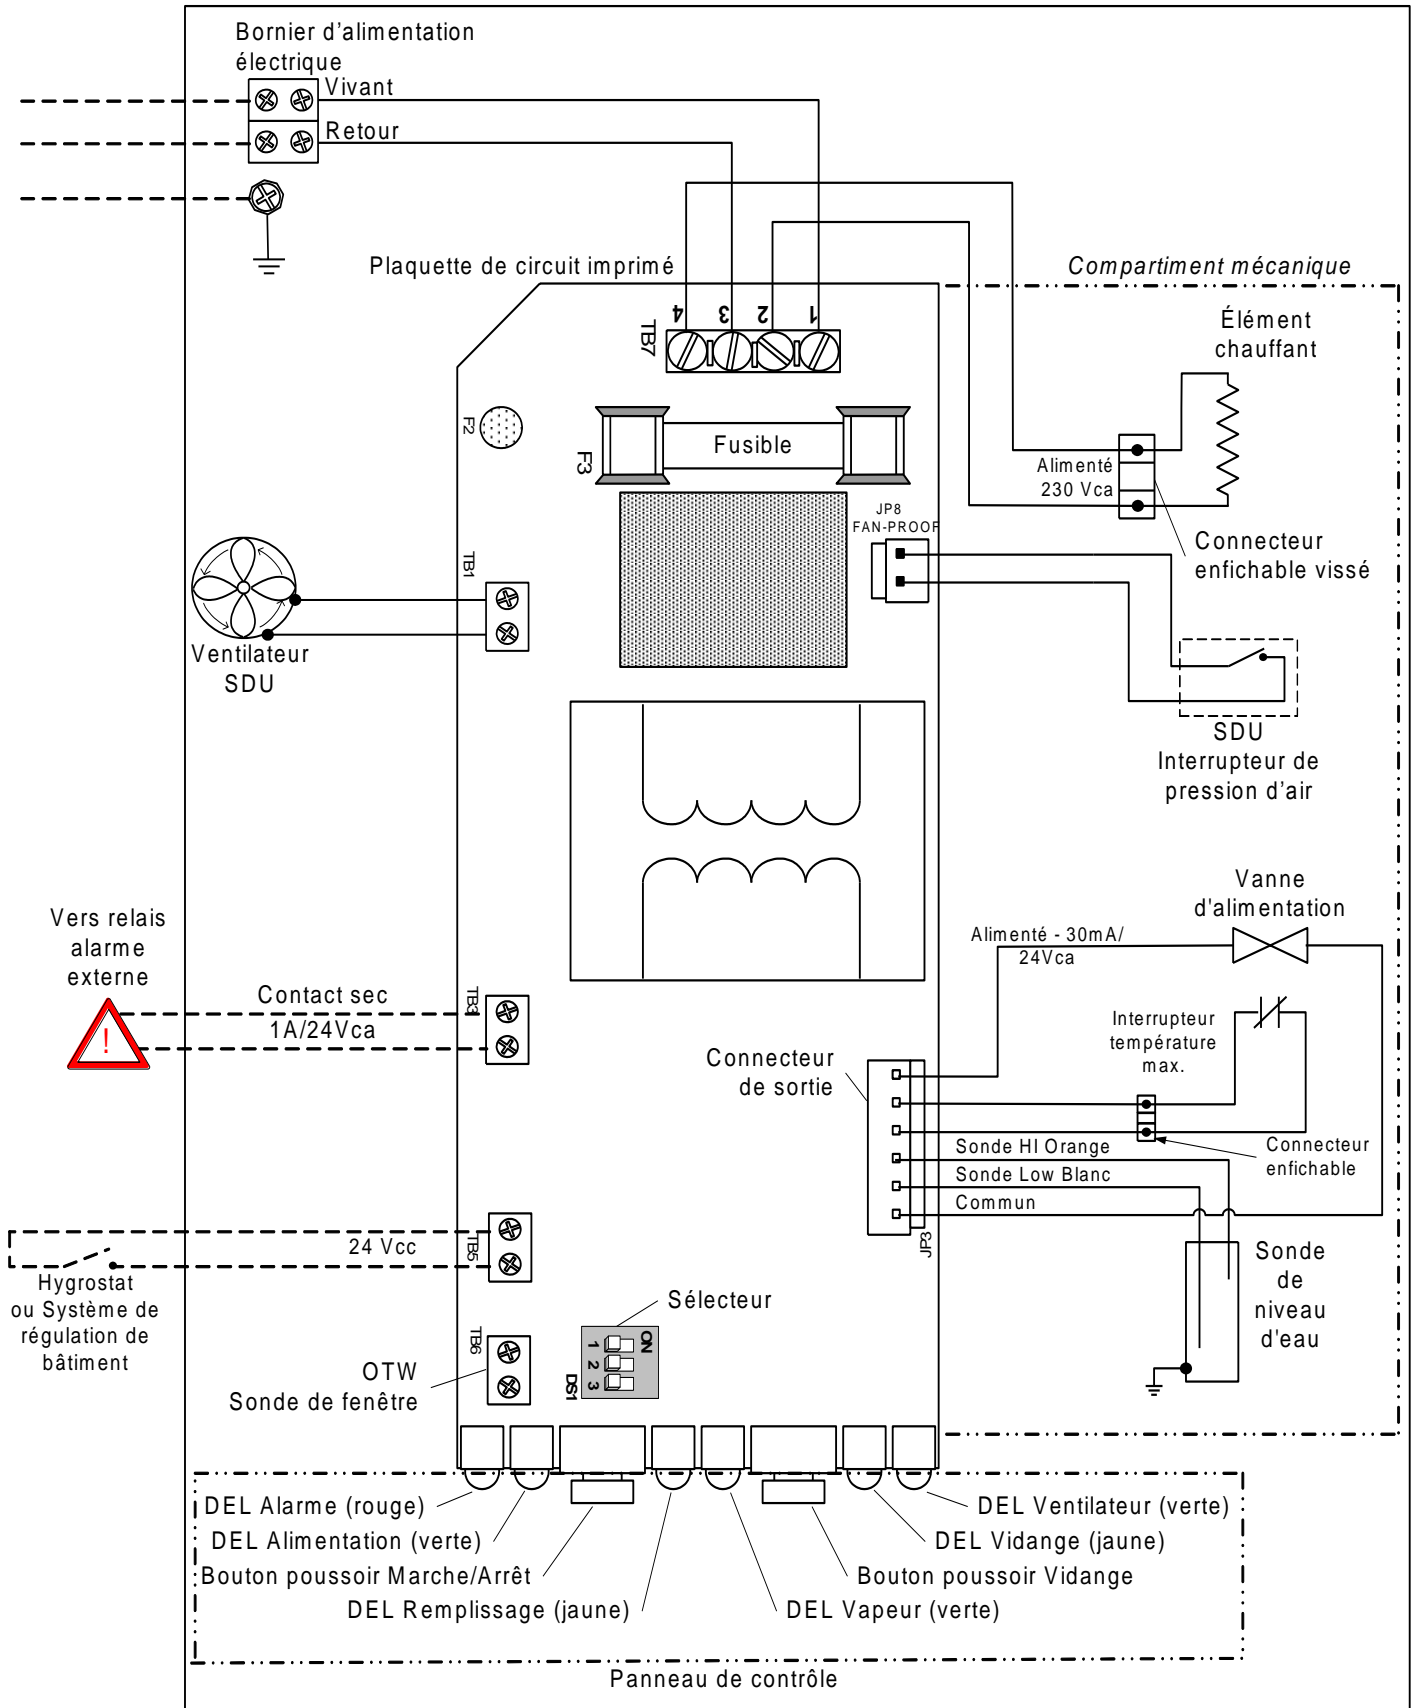 Bornier d'alimentation
électrique
Vivant
Retour
Plaquette de circuit imprimé
Compartiment mécanique
4 3 2 1
TB7
Élément
chauffant
F2
F3
Fusible
Alimenté
230 Vca
JP8
FAN-PROOF
Connecteur
enfichable vissé
TB1
Ventilateur
SDU
SDU
Interrupteur de
pression d'air
Vanne
d'alimentation
Alimenté - 30mA/
24Vca
Vers relais
alarme
externe
!
Contact sec
1A/24Vca
TB3
Interrupteur
température
max.
Connecteur
de sortie
Connecteur
enfichable
Sonde HI Orange
Sonde Low Blanc
Commun
JP3
24 Vcc
TB5
Hygrostat
ou Système de
régulation de
bâtiment
Sonde
de
niveau
d'eau
Sélecteur
ON
1
2
3
DS1
TB6
OTW
Sonde de fenêtre
DEL Alarme (rouge)
DEL Ventilateur (verte)
DEL Alimentation (verte)
DEL Vidange (jaune)
Bouton poussoir Marche/Arrêt
Bouton poussoir Vidange
DEL Remplissage (jaune)
DEL Vapeur (verte)
Panneau de contrôle